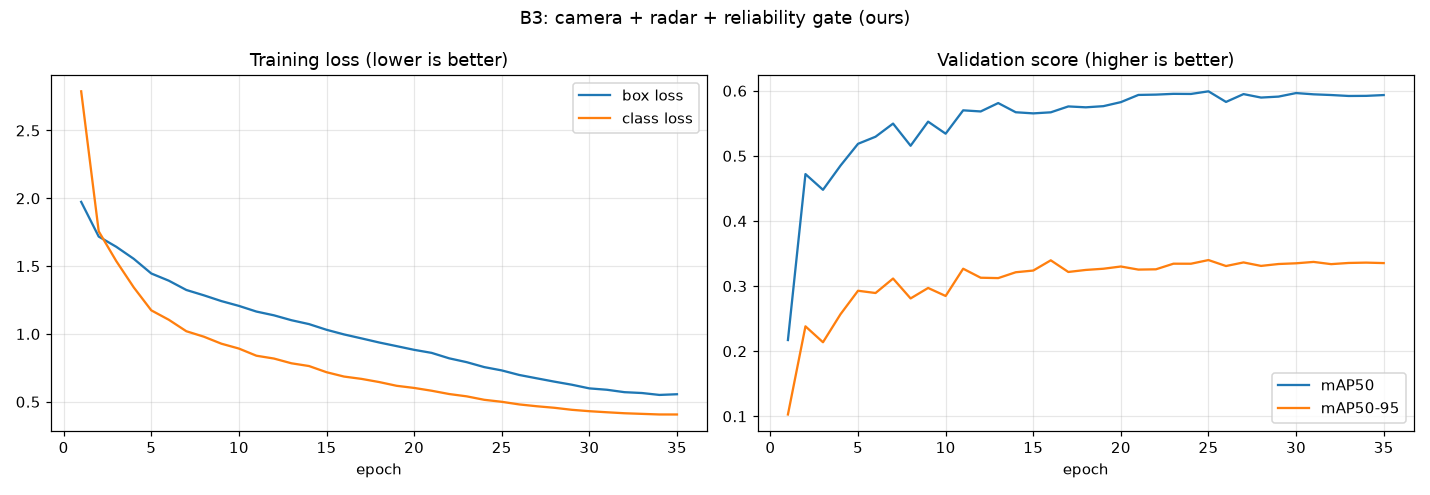 B3: camera + radar + reliability gate (ours)
Training loss (lower is better)
box loss
class loss
2.5
2.0
1.5
1.0
0.5
0 5 10 15 20 25 30 35
epoch
Validation score (higher is better)
0.6
0.5
0.4
0.3
0.2
0.1
mAP50
mAP50-95
0 5 10 15 20 25 30 35
epoch